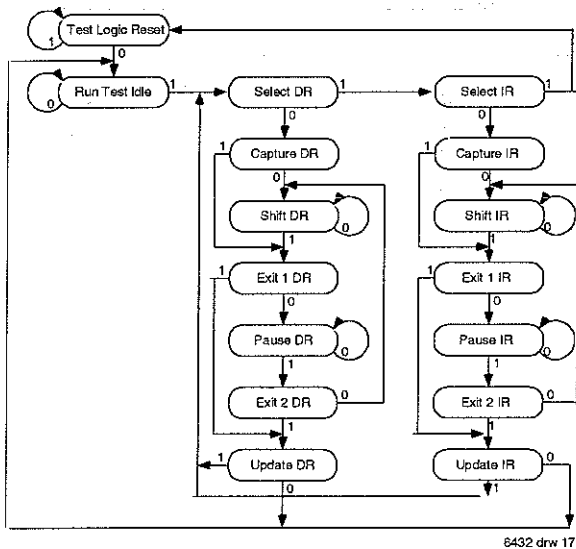 Test Logic Reset
1
0
Run Test Idle
0
1
Select DR
1
Select IR
1
0
0
1
Capture DR
0
1
Capture IR
0
Shift DR
0
1
Shift IR
0
1
1
Exit 1 DR
0
1
Exit 1 IR
0
Pause DR
0
1
Pause IR
0
1
Exit 2 DR
0
1
Exit 2 IR
0
1
1
Update DR
0
Update IR
0
1
6432 drw 17